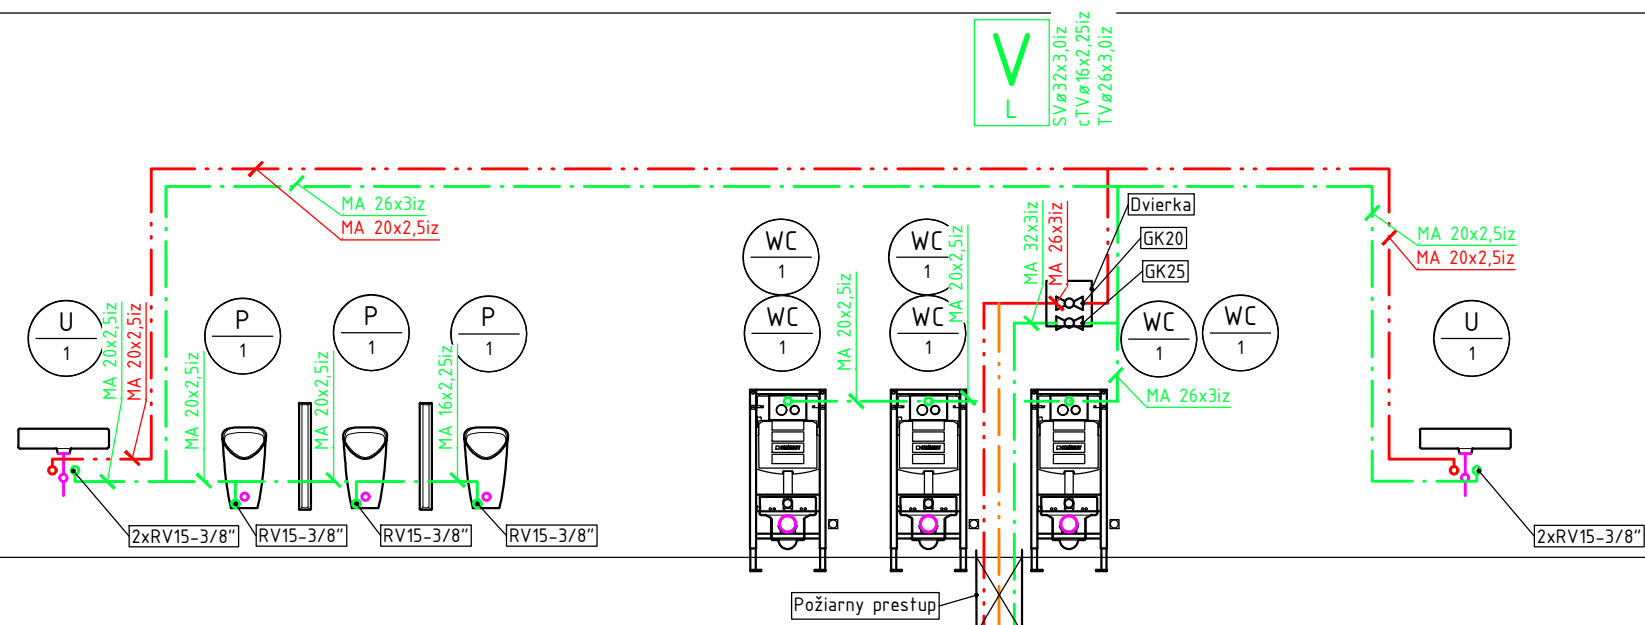 V
L
SVø32x3,0iz
cTVø16x2,25iz
TVø26x3,0iz
MA 26x3iz
MA 20x2,5iz
Dvierka
GK20
GK25
MA 32x3iz
MA 26x3iz
MA 20x2,5iz
MA 20x2,5iz
WC
1
WC
1
WC
1
WC
1
WC
1
WC
1
MA 20x2,5iz
MA 20x2,5iz
MA 26x3iz
U
1
P
1
P
1
P
1
U
1
MA 20x2,5iz
MA 20x2,5iz
MA 20x2,5iz
MA 20x2,5iz
MA 16x2,25iz
2xRV15-3/8"
RV15-3/8"
RV15-3/8"
RV15-3/8"
2xRV15-3/8"
Požiarny prestup